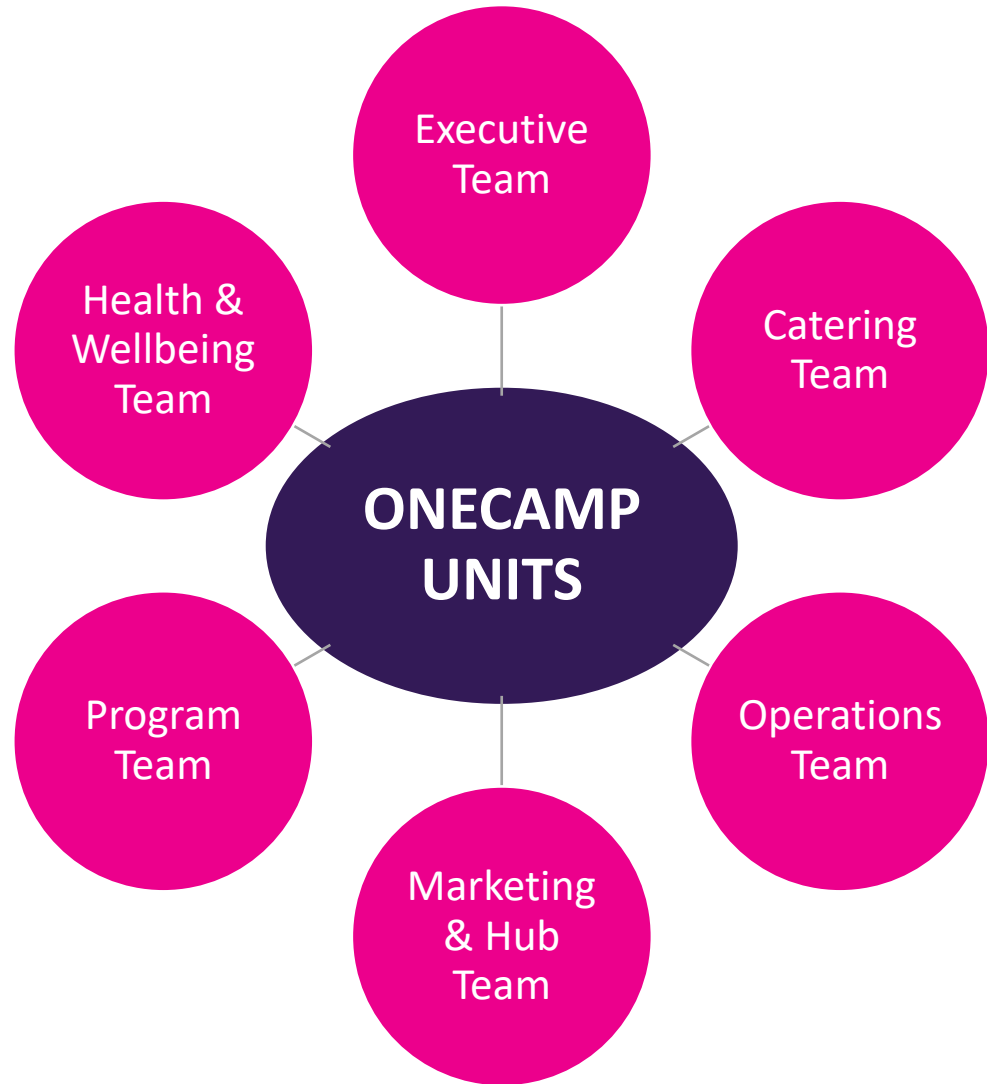 Executive
Team
Health &
Wellbeing
Team
Catering
Team
ONECAMP
UNITS
Program
Team
Operations
Team
Marketing
& Hub
Team